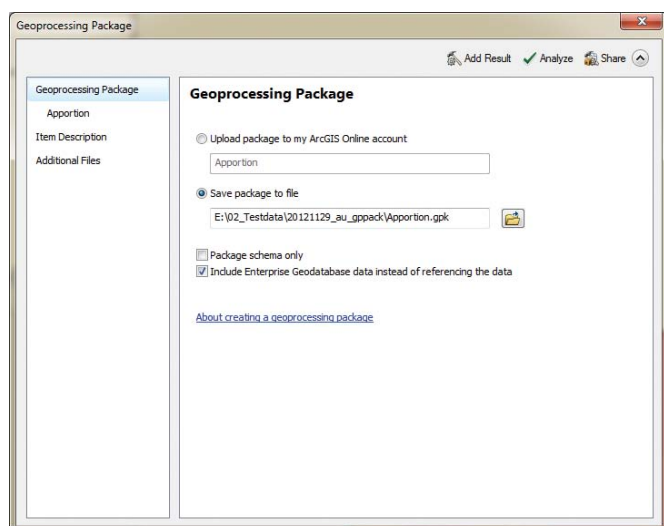 Geoprocessing Package
Add Result Analyze Share
Geoprocessing Package
Apportion
Item Description
Additional Files
Geoprocessing Package
Upload package to my ArcGIS Online account
Apportion
Save package to file
E:\02_Testdata\20121129_au_gppack\Apportion.gpk
Package schema only
Include Enterprise Geodatabase data instead of referencing the data
About creating a geoprocessing package